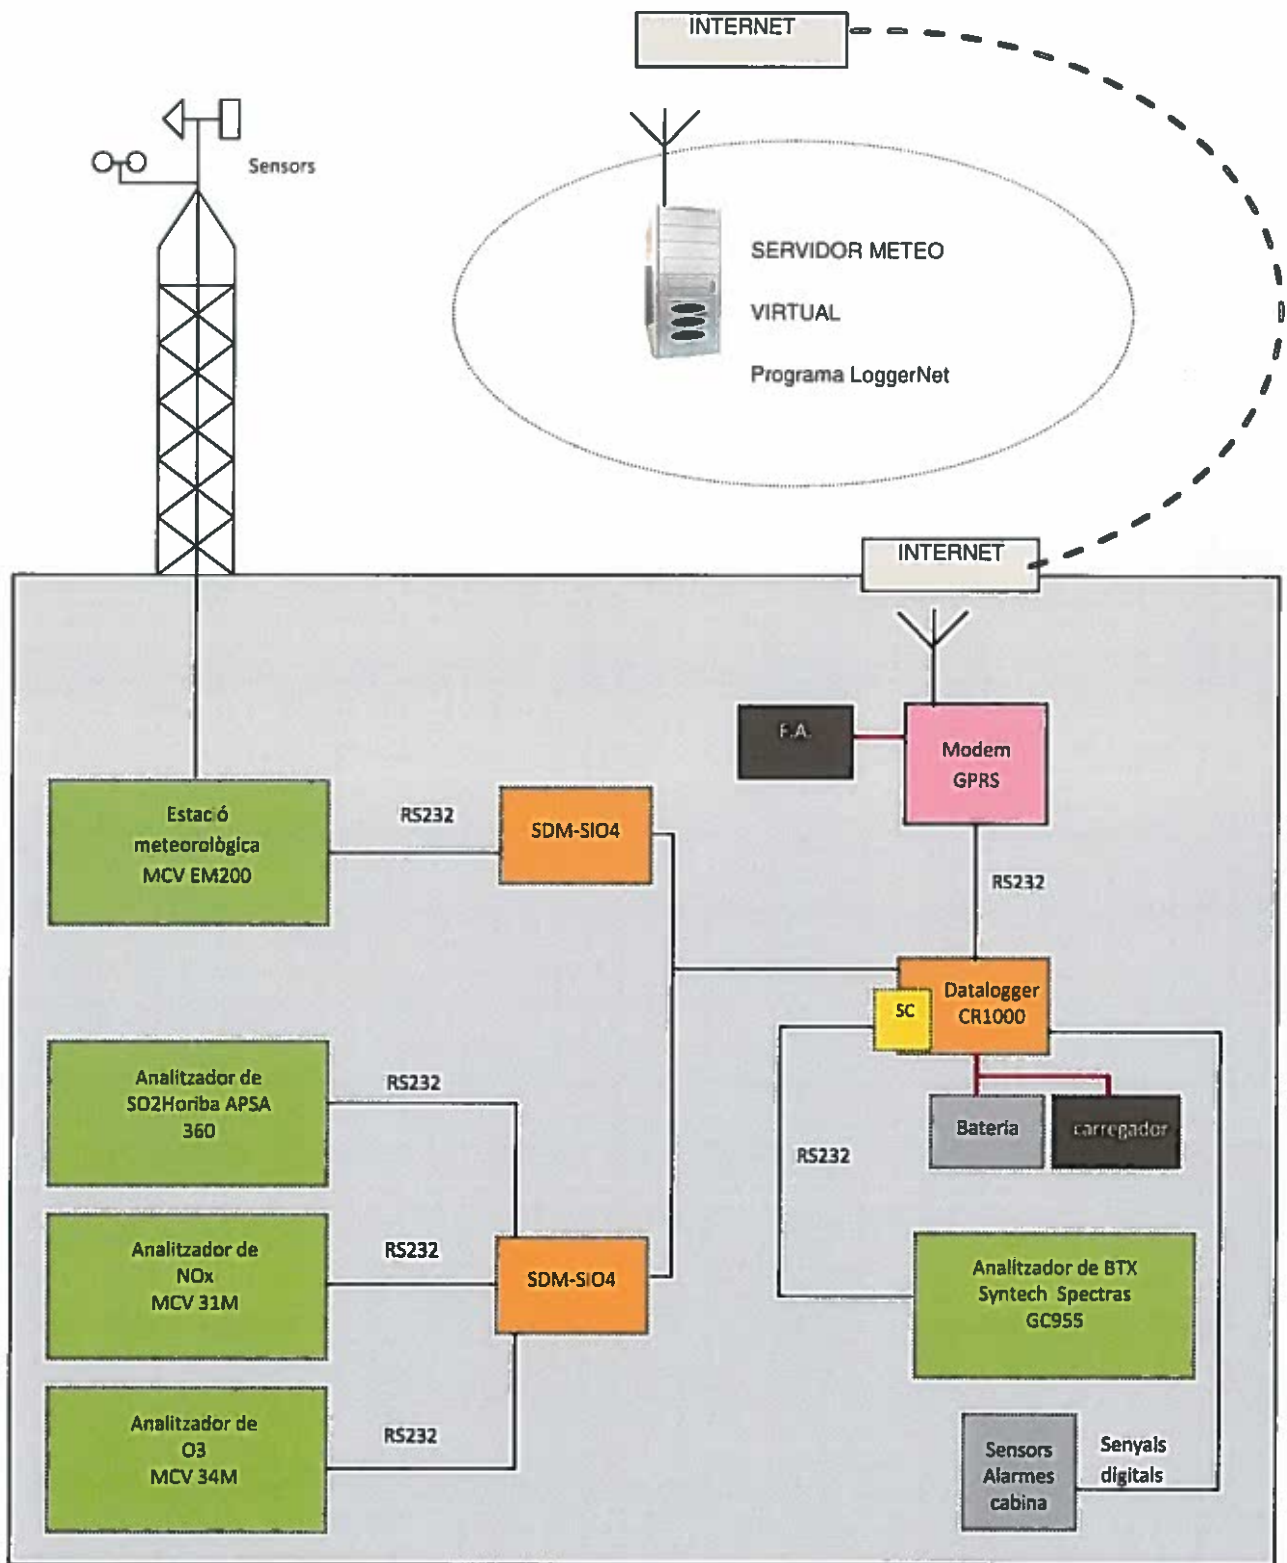 INTERNET
Sensors
SERVIDOR METEO
VIRTUAL
Programa LoggerNet
INTERNET
F.A.
Modem
GPRS
Estació
meteorològica
MCV EM200
RS232
SDM-SIO4
RS232
Datalogger
CR1000
SC
Analitzador de
SO2Horiba APSA
360
RS232
Bateria
carregador
RS232
Analitzador de
NOx
MCV 31M
RS232
SDM-SIO4
Analitzador de BTX
Syntech Spectras
GC955
Analitzador de
O3
MCV 34M
RS232
Sensors
Alarmes
cabina
Senyals
digitals